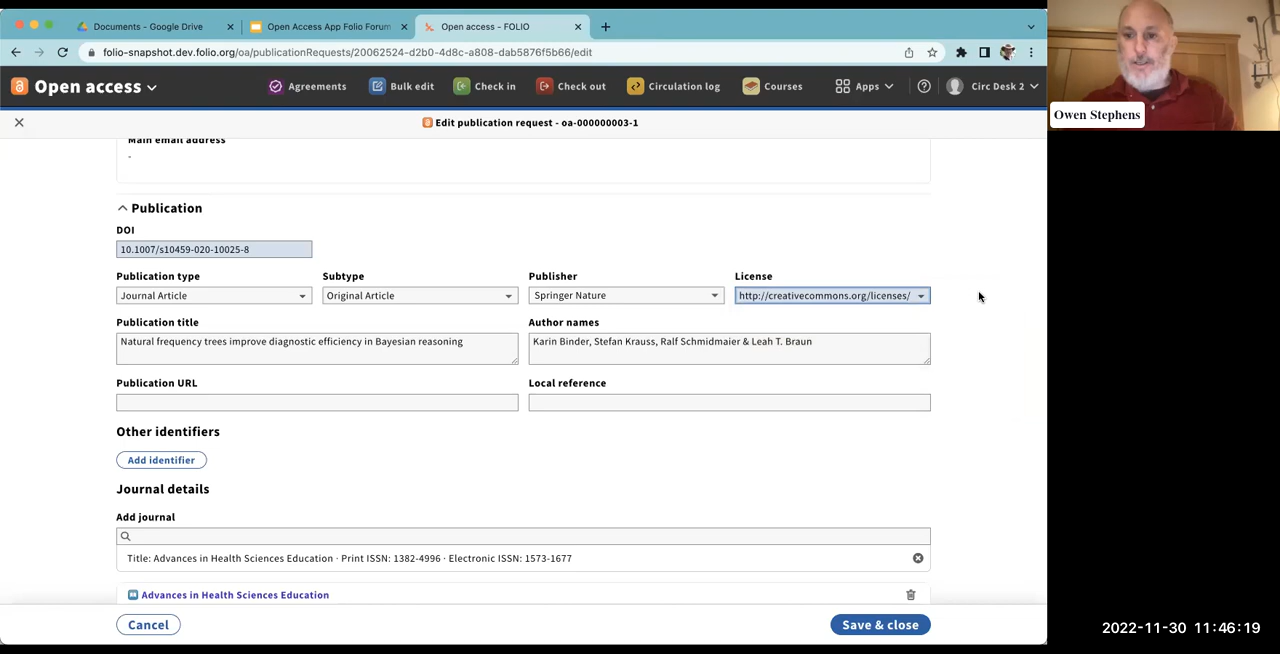 Documents - Google Drive
Open Access App Folio Forum
Open access - FOLIO
folio-snapshot.dev.folio.org/oa/publicationRequests/20062524-d2b0-4d8c-a808-dab5876f5b66/edit
Open access
Agreements
Bulk edit
Check in
Check out
Circulation log
Courses
Apps
Circ Desk 2
Owen Stephens
Edit publication request - oa-000000003-1
Main email address
-
Publication
DOI
10.1007/s10459-020-10025-8
Publication type Subtype Publisher License
Journal Article Original Article Springer Nature http://creativecommons.org/licenses/
Publication title Author names
Natural frequency trees improve diagnostic efficiency in Bayesian reasoning Karin Binder, Stefan Krauss, Ralf Schmidmaier & Leah T. Braun
Publication URL Local reference
Other identifiers
Add identifier
Journal details
Add journal
Title: Advances in Health Sciences Education · Print ISSN: 1382-4996 · Electronic ISSN: 1573-1677
Advances in Health Sciences Education
Cancel Save & close
2022-11-30 11:46:19